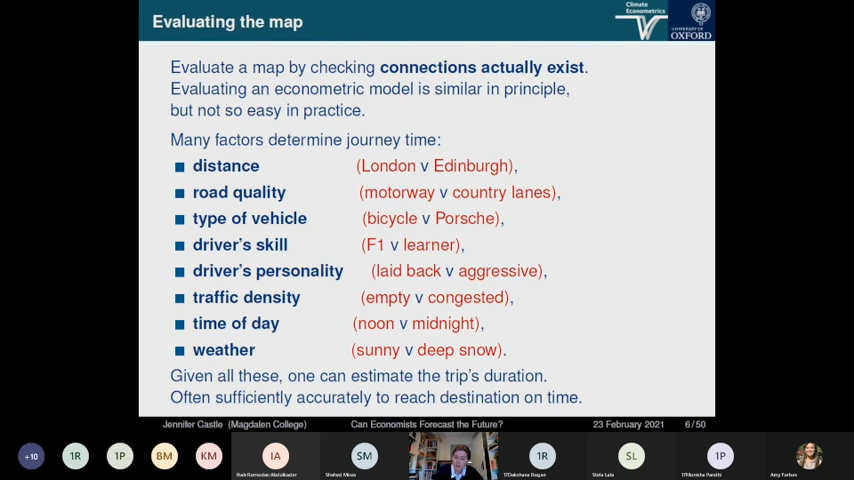 Evaluating the map
Climate
Econometrics
UNIVERSITY OF
OXFORD
Evaluate a map by checking connections actually exist.
Evaluating an econometric model is similar in principle,
but not so easy in practice.
Many factors determine journey time:
distance (London v Edinburgh),
road quality (motorway v country lanes),
type of vehicle (bicycle v Porsche),
driver's skill (F1 v learner),
driver's personality (laid back v aggressive),
traffic density (empty v congested),
time of day (noon v midnight),
weather (sunny v deep snow).
Given all these, one can estimate the trip's duration.
Often sufficiently accurately to reach destination on time.
Jennifer Castle (Magdalen College) Can Economists Forecast the Future? 23 February 2021 6/50
+10 1R 1P BM KM IA SM 1R SL 1P
Ihab Ramadan Abdulkader Shahed Mirza 17Dakshana Ragan Stela Lala 17Monisha Pandhi Amy Forbes